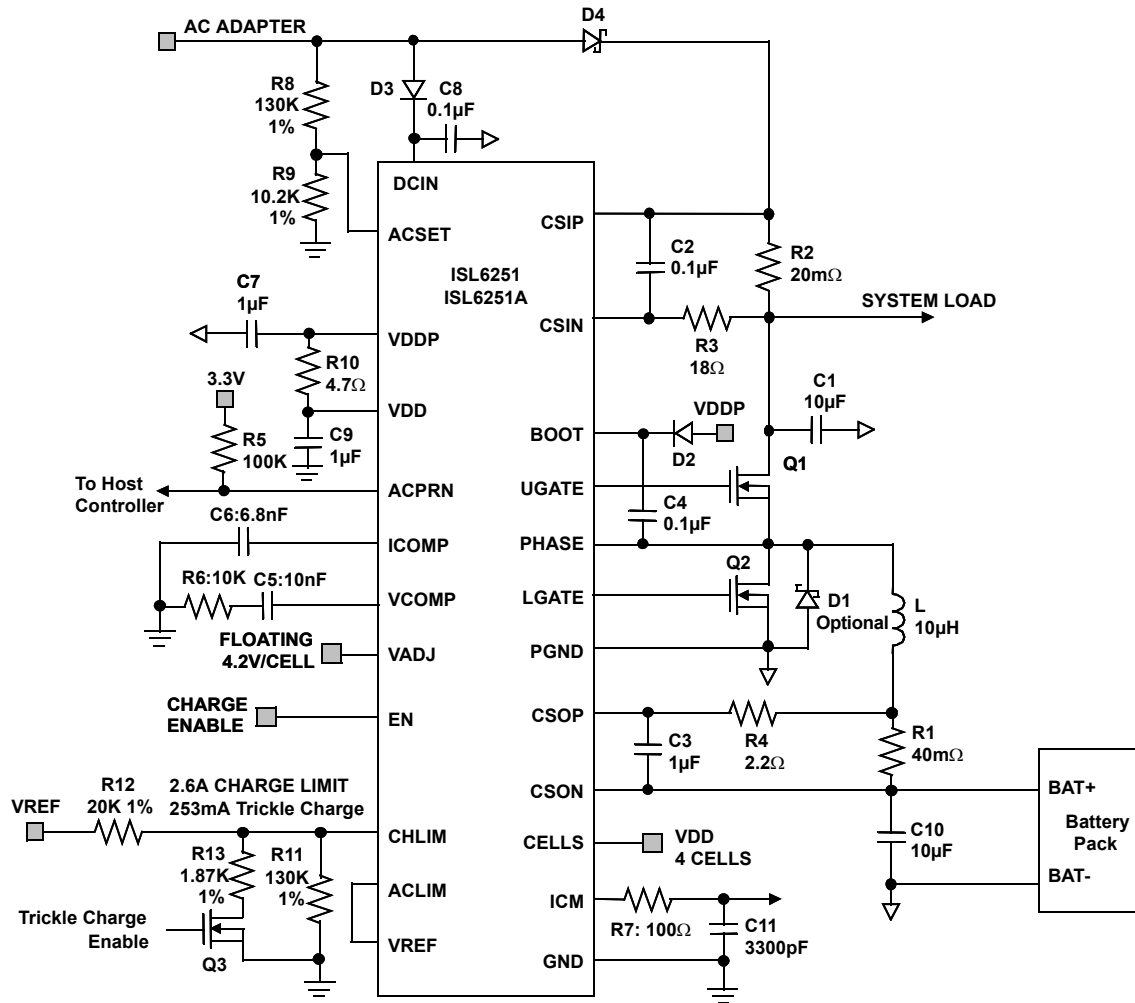 D4
AC ADAPTER
R8
130K
1%
D3
C8
0.1µF
R9
10.2K
1%
DCIN
ACSET
CSIP
C2
0.1µF
R2
20mΩ
ISL6251
ISL6251A
C7
1µF
SYSTEM LOAD
CSIN
R3
18Ω
VDDP
R10
4.7Ω
3.3V
C1
10µF
VDDP
VDD
R5
100K
C9
1µF
BOOT
D2
Q1
To Host
Controller
ACPRN
UGATE
C4
0.1µF
C6:6.8nF
ICOMP
PHASE
Q2
R6:10K
C5:10nF
VCOMP
LGATE
D1
Optional
L
10µH
FLOATING
4.2V/CELL
VADJ
PGND
CHARGE
ENABLE
EN
CSOP
R4
2.2Ω
C3
1µF
R1
40mΩ
R12
20K 1%
2.6A CHARGE LIMIT
253mA Trickle Charge
VREF
CHLIM
CSON
BAT+
Battery
Pack
BAT-
C10
10µF
CELLS
VDD
4 CELLS
R13
1.87K
1%
R11
130K
1%
ACLIM
ICM
R7: 100Ω
C11
3300pF
Trickle Charge
Enable
Q3
VREF
GND